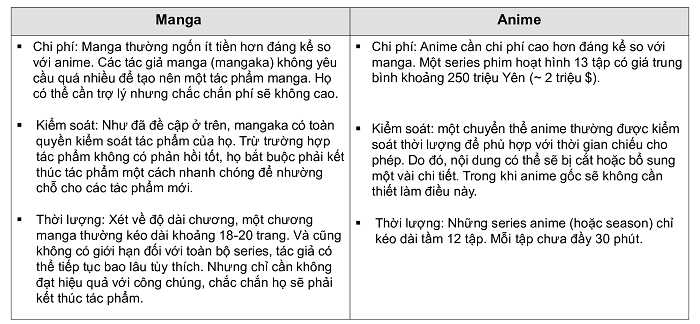 Manga
Anime
▪ Chi phí: Manga thường ngốn ít tiền hơn đáng kể so
với anime. Các tác giả manga (mangaka) không yêu
cầu quá nhiều để tạo nên một tác phẩm manga. Họ
có thể cần trợ lý nhưng chắc chắn phí sẽ không cao.
▪ Kiểm soát: Như đã đề cập ở trên, mangaka có toàn
quyền kiểm soát tác phẩm của họ. Trừ trường hợp
tác phẩm không có phản hồi tốt, họ bắt buộc phải kết
thúc tác phẩm một cách nhanh chóng để nhường
chỗ cho các tác phẩm mới.
▪ Thời lượng: Xét về độ dài chương, một chương
manga thường kéo dài khoảng 18-20 trang. Và cũng
không có giới hạn đối với toàn bộ series, tác giả có
thể tiếp tục bao lâu tùy thích. Nhưng chỉ cần không
đạt hiệu quả với công chúng, chắc chắn họ sẽ phải
kết thúc tác phẩm.
▪ Chi phí: Anime cần chi phí cao hơn đáng kể so với
manga. Một series phim hoạt hình 13 tập có giá trung
bình khoảng 250 triệu Yên (~ 2 triệu $).
▪ Kiểm soát: một chuyển thể anime thường được kiểm
soát thời lượng để phù hợp với thời gian chiếu cho
phép. Do đó, nội dung có thể sẽ bị cắt hoặc bổ sung
một vài chi tiết. Trong khi anime gốc sẽ không cần
thiết làm điều này.
▪ Thời lượng: Những series anime (hoặc season) chỉ
kéo dài tầm 12 tập. Mỗi tập chưa đầy 30 phút.